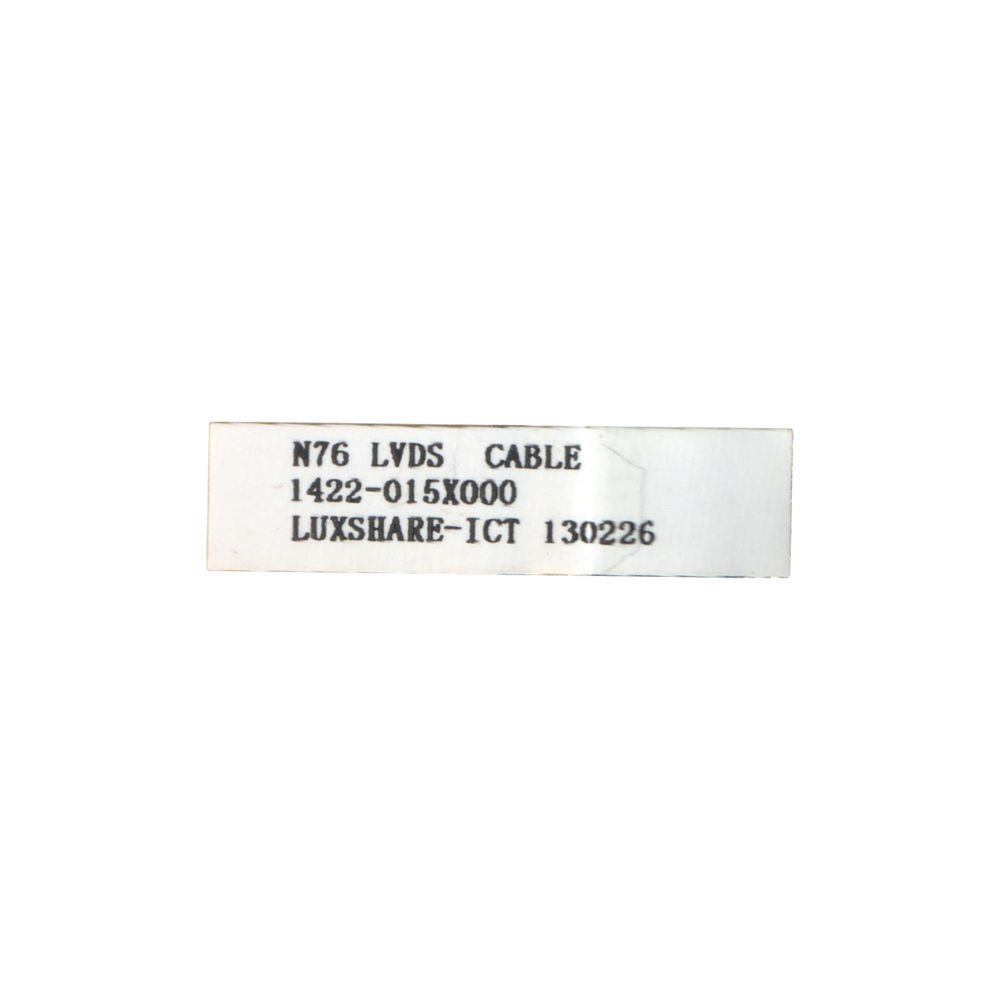 N76 LVDS CABLE
1422-015X000
LUXSHARE-ICT 130226